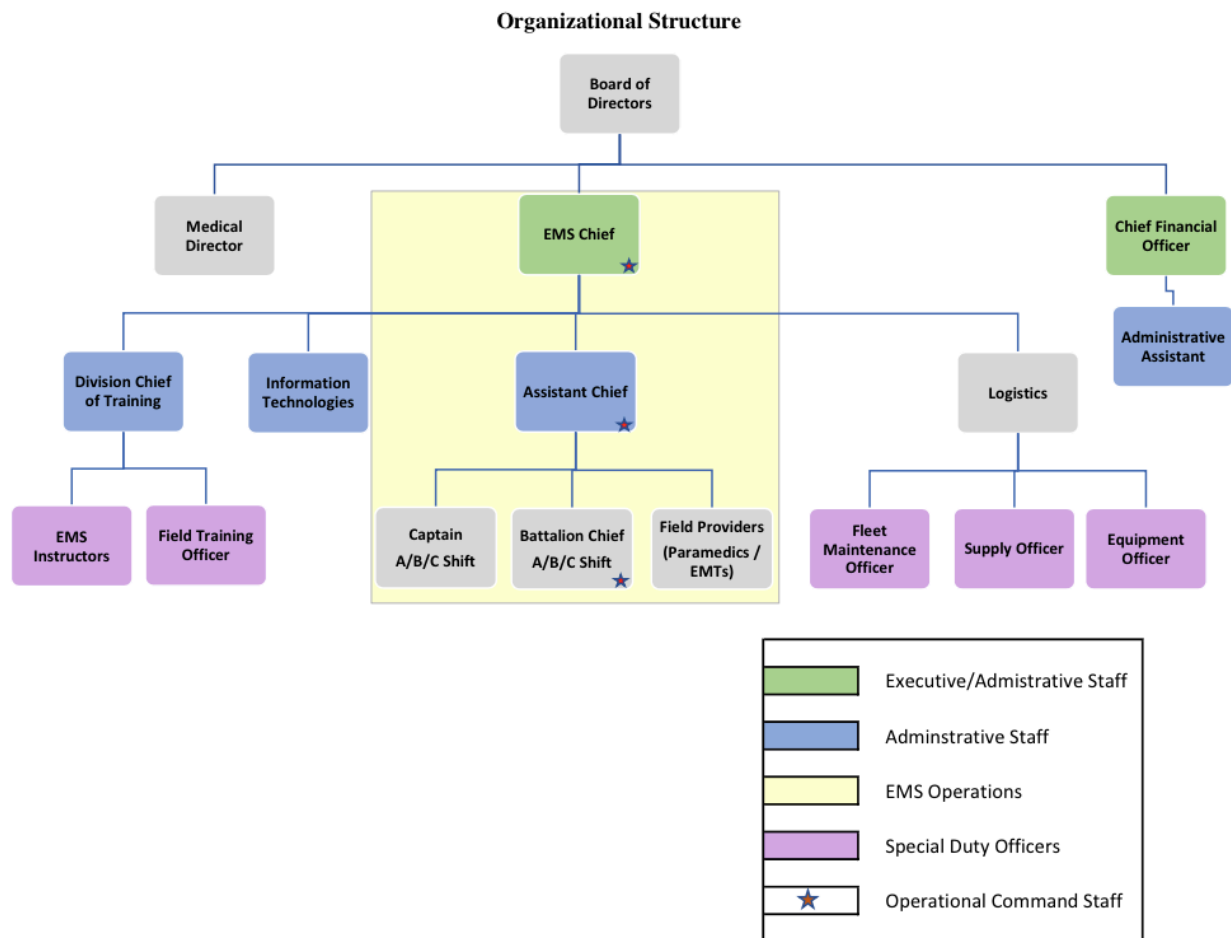 Organizational Structure
Board of
Directors
Medical
Director
EMS Chief
Chief Financial
Officer
Administrative
Assistant
Division Chief
of Training
Information
Technologies
Assistant Chief
Logistics
EMS
Instructors
Field Training
Officer
Captain
A/B/C Shift
Battalion Chief
A/B/C Shift
Field Providers
(Paramedics /
EMTs)
Fleet
Maintenance
Officer
Supply Officer
Equipment
Officer
Executive/Admistrative Staff
Adminstrative Staff
EMS Operations
Special Duty Officers
Operational Command Staff